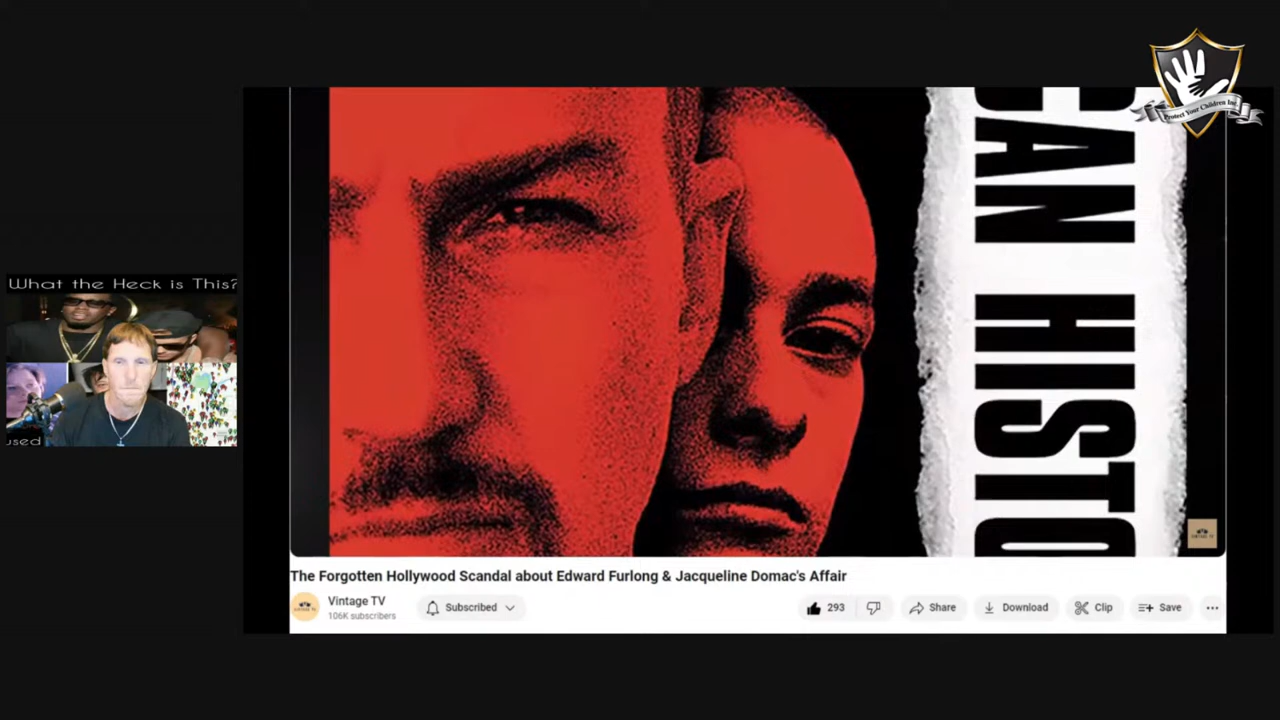 Protect Your Children Inc.
CAN HISTO
What the Heck is This?
used
The Forgotten Hollywood Scandal about Edward Furlong & Jacqueline Domac's Affair
Vintage TV
106K subscribers
Subscribed
293
Share
Download
Clip
Save